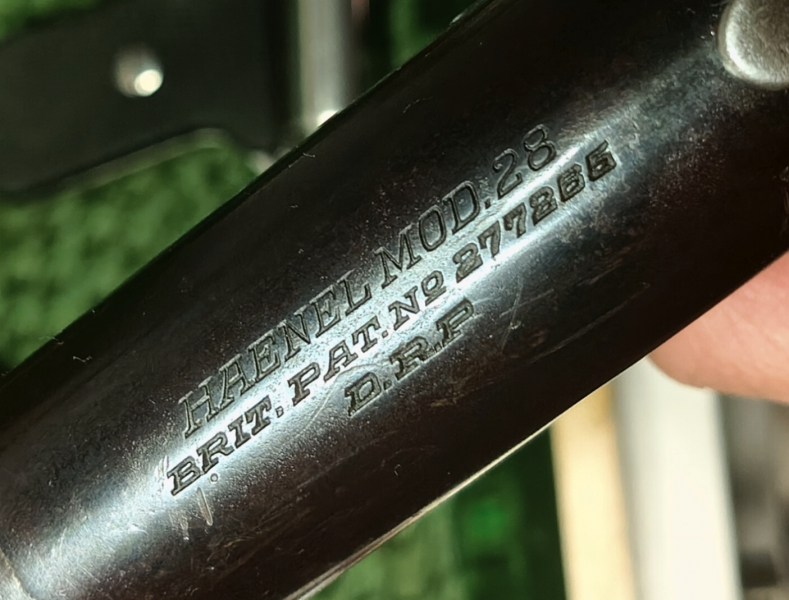 HAENEL MOD.28
BRIT. PAT. Nº 277265
D.R.P